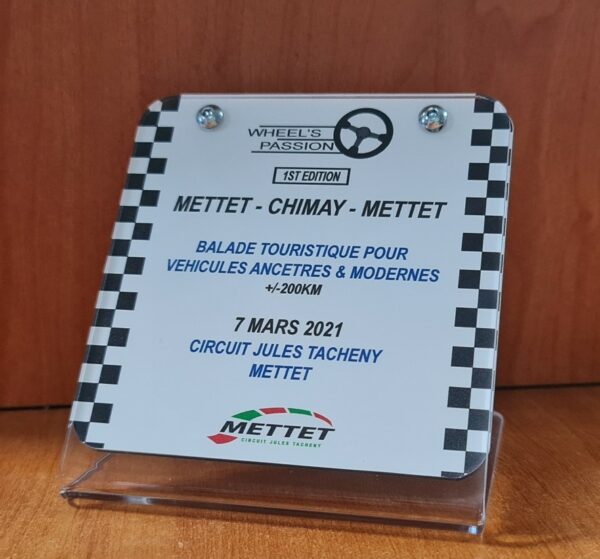 WHEEL'S
PASSION
1ST EDITION
METTET - CHIMAY - METTET
BALADE TOURISTIQUE POUR
VEHICULES ANCETRES & MODERNES
+/-200KM
7 MARS 2021
CIRCUIT JULES TACHENY
METTET
METTET
CIRCUIT JULES TACHENY